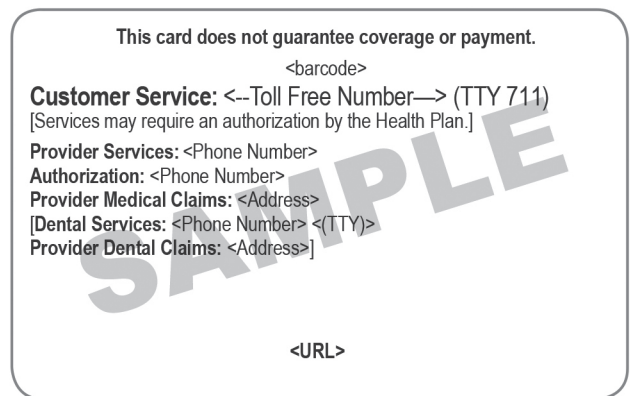 This card does not guarantee coverage or payment.
<barcode>
Customer Service: <--Toll Free Number—> (TTY 711)
[Services may require an authorization by the Health Plan.]
Provider Services: <Phone Number>
Authorization: <Phone Number>
Provider Medical Claims: <Address>
[Dental Services: <Phone Number> <(TTY)>
Provider Dental Claims: <Address>]
SAMPLE
<URL>